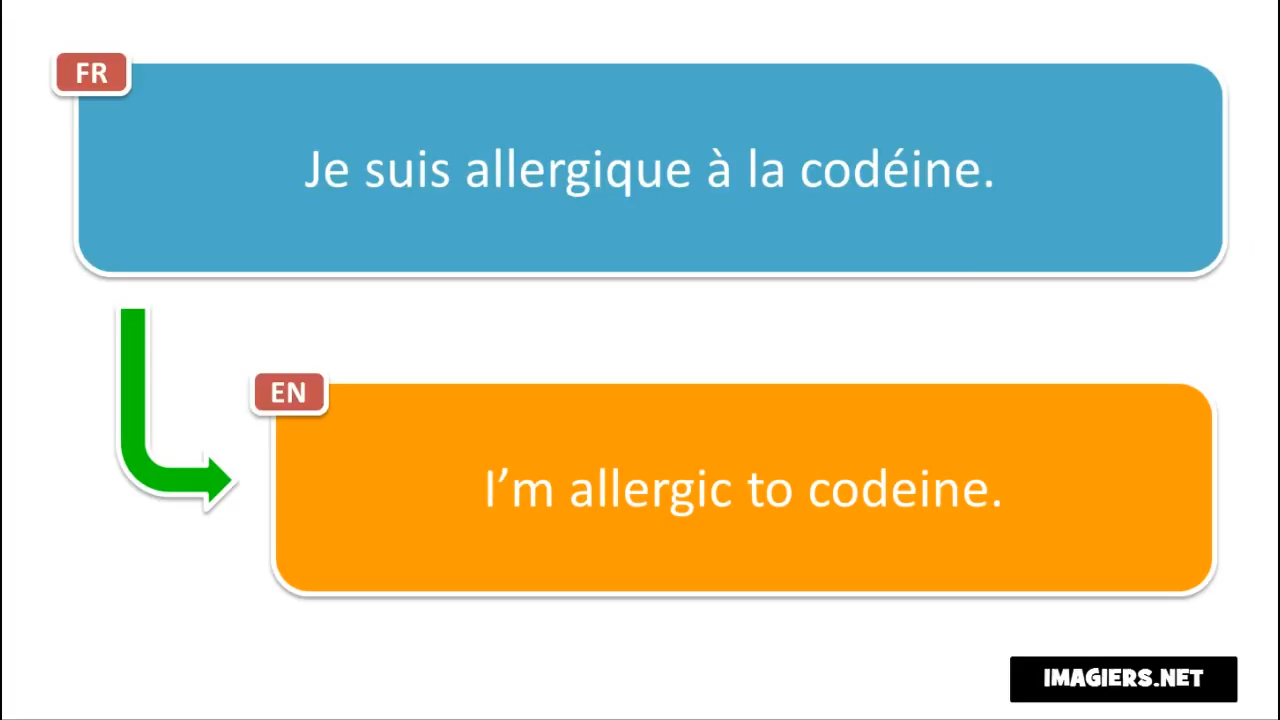 FR
Je suis allergique à la codéine.
EN
I’m allergic to codeine.
IMAGIERS.NET